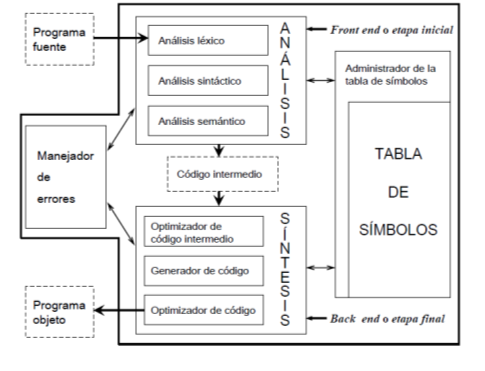 Programa
fuente
Análisis léxico
Análisis sintáctico
Análisis semántico
ANÁLISIS
Front end o etapa inicial
Administrador de la
tabla de símbolos
TABLA
DE
SÍMBOLOS
Manejador
de
errores
Código intermedio
Optimizador de
código intermedio
Generador de código
Optimizador de código
SÍNTESIS
Programa
objeto
Back end o etapa final